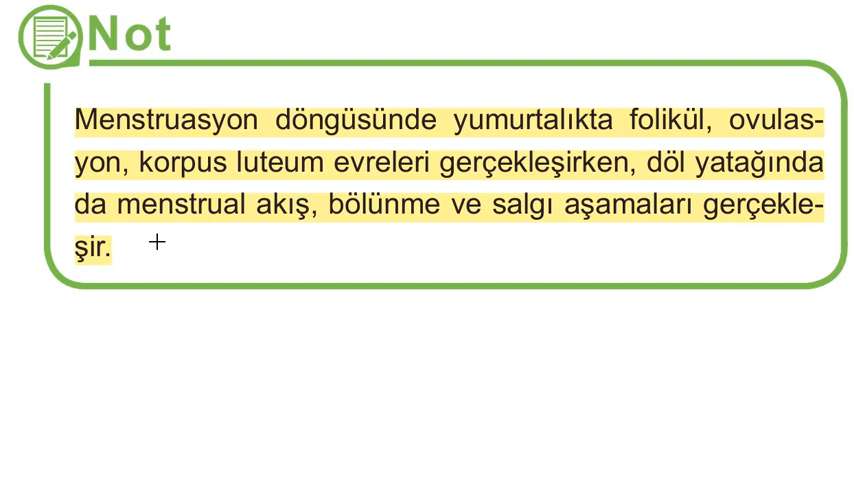 Not
Menstruasyon döngüsünde yumurtalıkta folikül, ovulas-
yon, korpus luteum evreleri gerçekleşirken, döl yatağında
da menstrual akış, bölünme ve salgı aşamaları gerçekle-
şir.